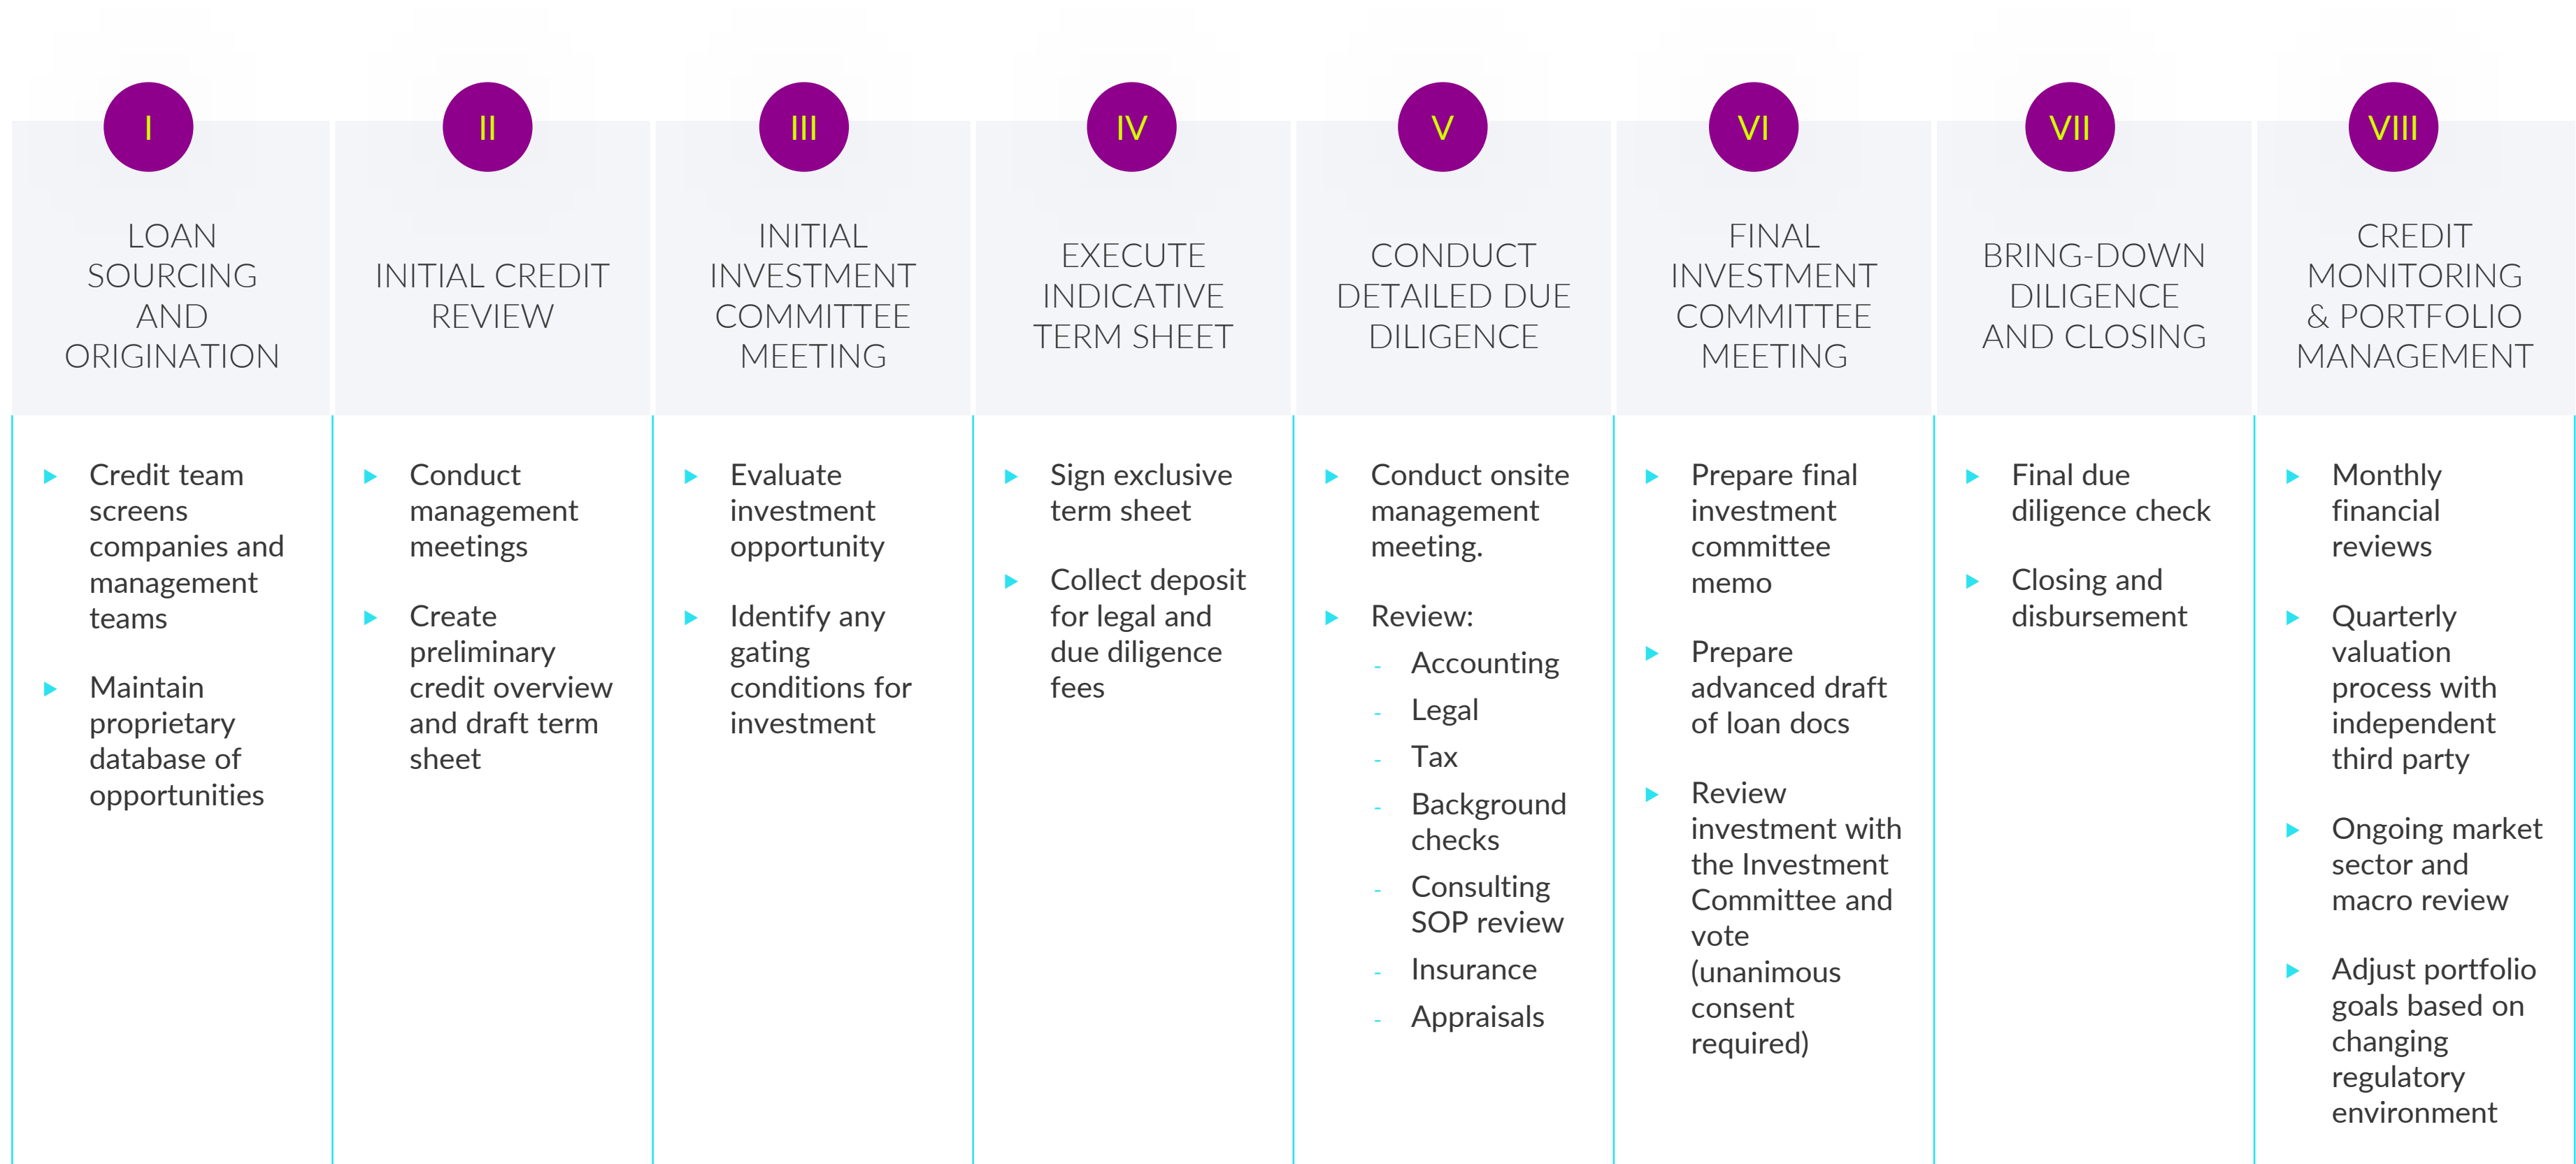 I
LOAN
SOURCING
AND
ORIGINATION
► Credit team
screens
companies and
management
teams
► Maintain
proprietary
database of
opportunities
II
INITIAL CREDIT
REVIEW
► Conduct
management
meetings
► Create
preliminary
credit overview
and draft term
sheet
III
INITIAL
INVESTMENT
COMMITTEE
MEETING
► Evaluate
investment
opportunity
► Identify any
gating
conditions for
investment
IV
EXECUTE
INDICATIVE
TERM SHEET
► Sign exclusive
term sheet
► Collect deposit
for legal and
due diligence
fees
V
CONDUCT
DETAILED DUE
DILIGENCE
► Conduct onsite
management
meeting.
► Review:
- Accounting
- Legal
- Tax
- Background
checks
- Consulting
SOP review
- Insurance
- Appraisals
VI
FINAL
INVESTMENT
COMMITTEE
MEETING
► Prepare final
investment
committee
memo
► Prepare
advanced draft
of loan docs
► Review
investment with
the Investment
Committee and
vote
(unanimous
consent
required)
VII
BRING-DOWN
DILIGENCE
AND CLOSING
► Final due
diligence check
► Closing and
disbursement
VIII
CREDIT
MONITORING
& PORTFOLIO
MANAGEMENT
► Monthly
financial
reviews
► Quarterly
valuation
process with
independent
third party
► Ongoing market
sector and
macro review
► Adjust portfolio
goals based on
changing
regulatory
environment